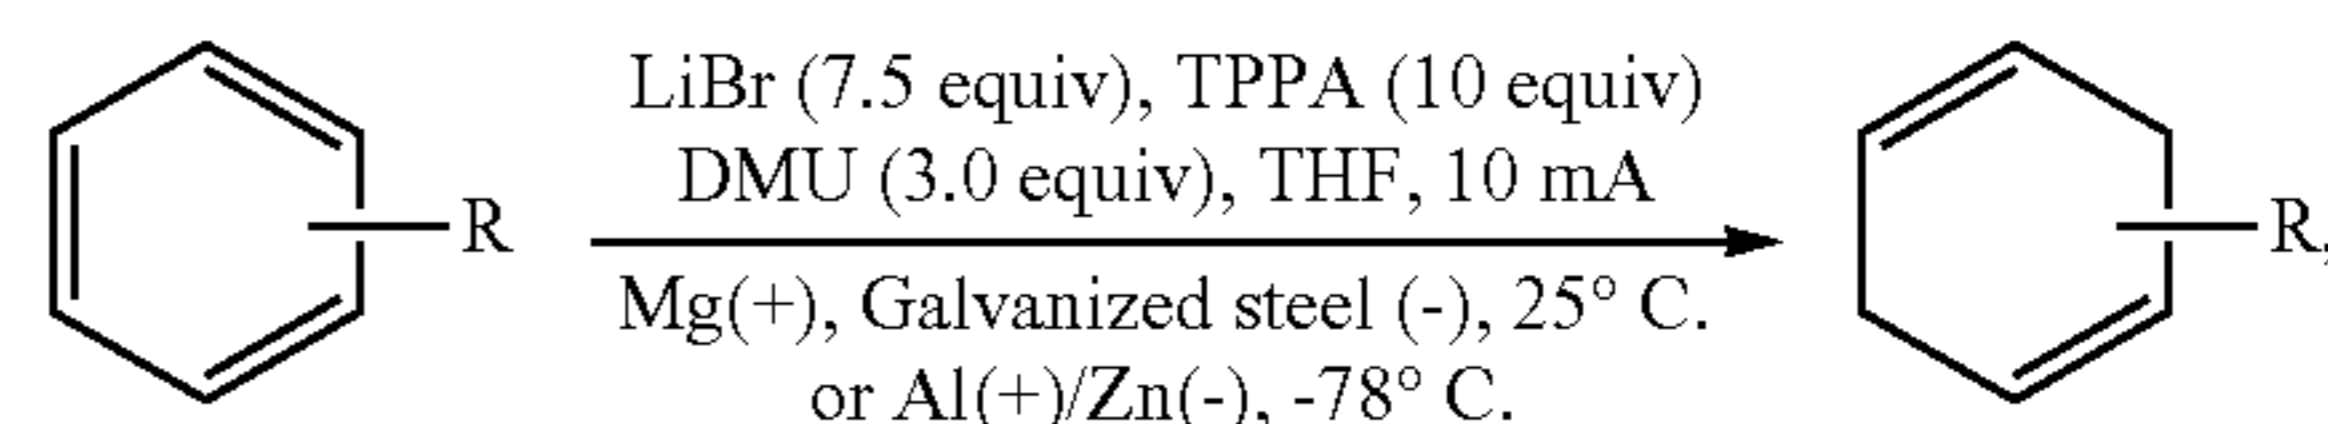 LiBr (7.5 equiv), TPPA (10 equiv)
DMU (3.0 equiv), THF, 10 mA
R
R,
Mg(+), Galvanized steel (-), 25° C.
or Al(+)/Zn(-), -78° C.